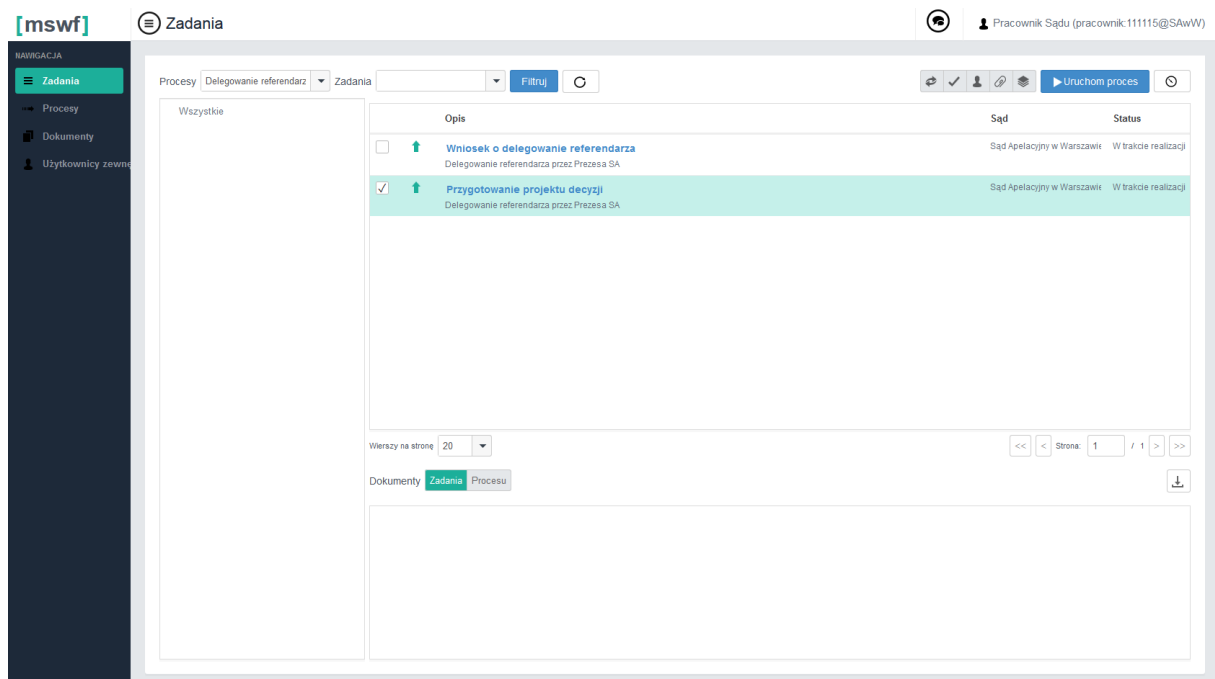 [mswf]
Zadania
Pracownik Sądu (pracownik:111115@SAwW)
NAWIGACJA
Zadania
Procesy
Dokumenty
Użytkownicy zewnę
Procesy Delegowanie referendarz Zadania Filtruj Uruchom proces
Wszystkie
Opis Sąd Status
Wniosek o delegowanie referendarza Sąd Apelacyjny w Warszawie W trakcie realizacji
Delegowanie referendarza przez Prezesa SA
Przygotowanie projektu decyzji Sąd Apelacyjny w Warszawie W trakcie realizacji
Delegowanie referendarza przez Prezesa SA
Wierszy na stronę 20 << < Strona: 1 / 1 > >>
Dokumenty Zadania Procesu